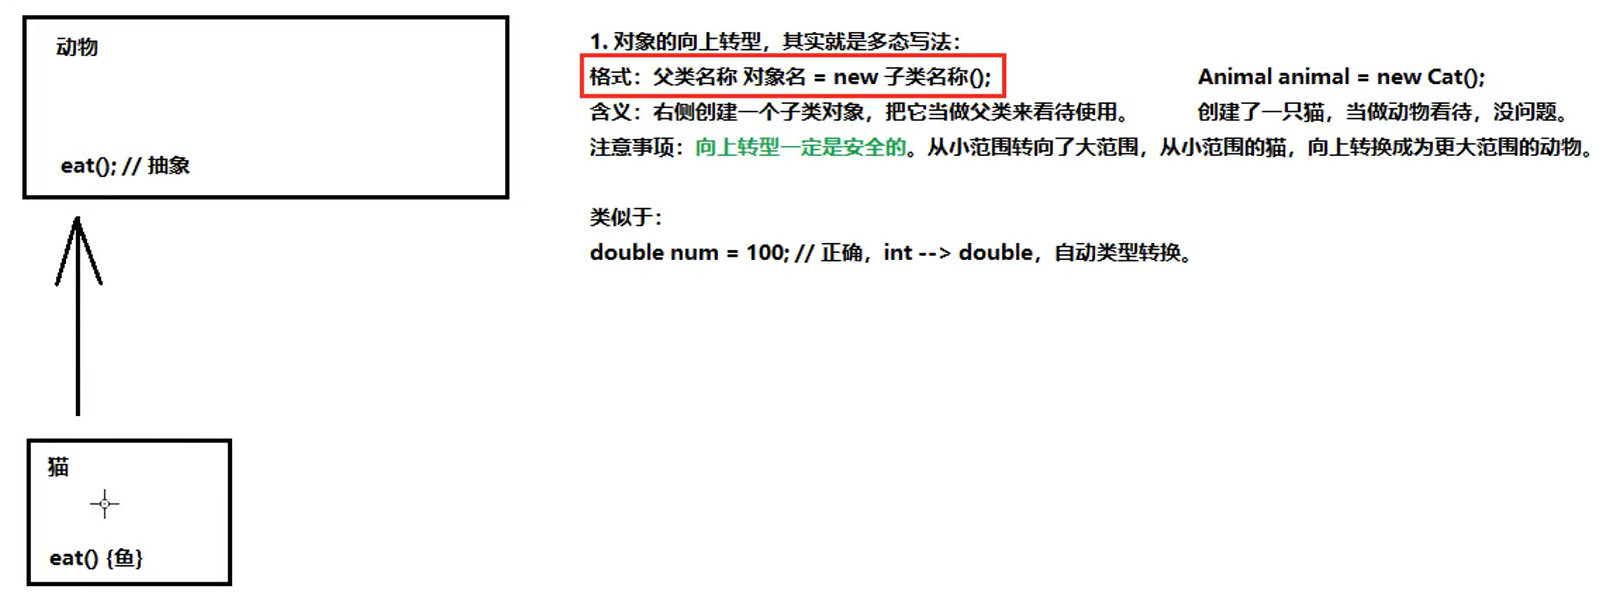 动物
eat(); // 抽象
猫
eat() {鱼}
1. 对象的向上转型，其实就是多态写法：
格式：父类名称 对象名 = new 子类名称();
Animal animal = new Cat();
含义：右侧创建一个子类对象，把它当做父类来看待使用。
创建了一只猫，当做动物看待，没问题。
注意事项：向上转型一定是安全的。从小范围转向了大范围，从小范围的猫，向上转换成为更大范围的动物。
类似于：
double num = 100; // 正确，int --> double，自动类型转换。